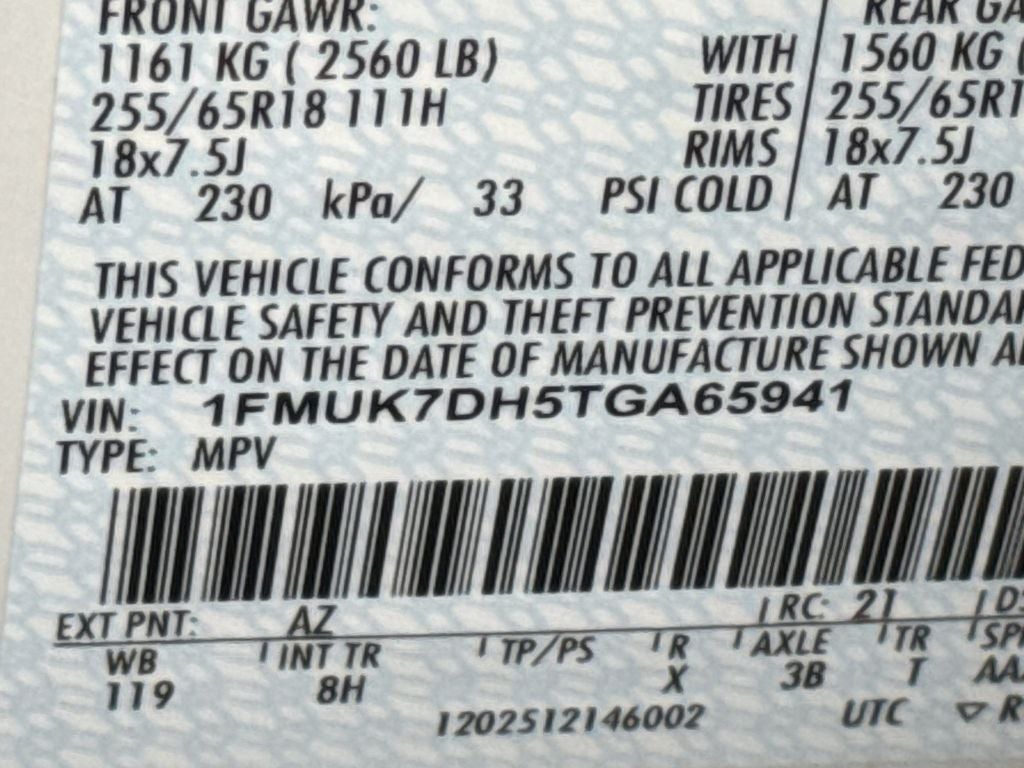 FRONT GAWR: REAR
1161 KG ( 2560 LB) WITH 1560 KG (
255/65R18 111H TIRES 255/65R1
18x7.5J RIMS 18x7.5J
AT 230 kPa/ 33 PSI COLD AT 230
THIS VEHICLE CONFORMS TO ALL APPLICABLE FED
VEHICLE SAFETY AND THEFT PREVENTION STANDAR
EFFECT ON THE DATE OF MANUFACTURE SHOWN A
VIN: 1FMUK7DH5TGA65941
TYPE: MPV
EXT PNT: AZ RC: 21
WB INT TR TP/PS R AXLE TR
119 8H X 3B T
1202512146002 UTC